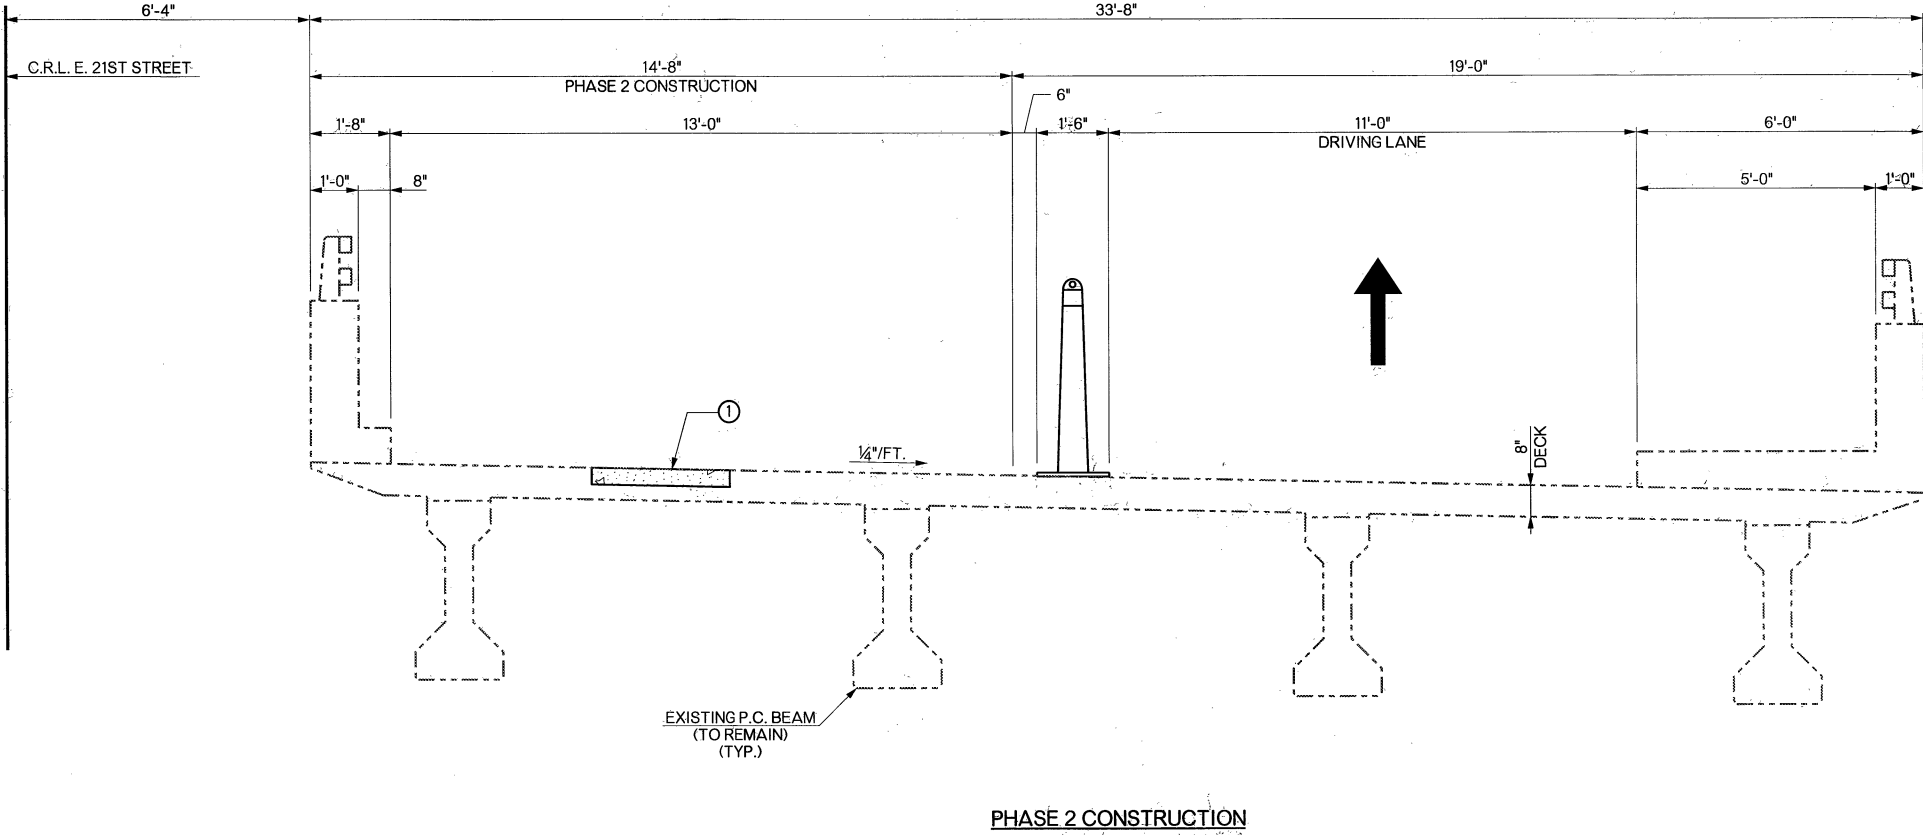 6'-4"
33'-8"
C.R.L. E. 21ST STREET
14'-8"
19'-0"
PHASE 2 CONSTRUCTION
6"
1'-8"
13'-0"
1'-6"
11'-0"
6'-0"
DRIVING LANE
1'-0"
8"
5'-0"
1'-0"
1
1/4"/FT.
8"
DECK
EXISTING P.C. BEAM
(TO REMAIN)
(TYP.)
PHASE 2 CONSTRUCTION